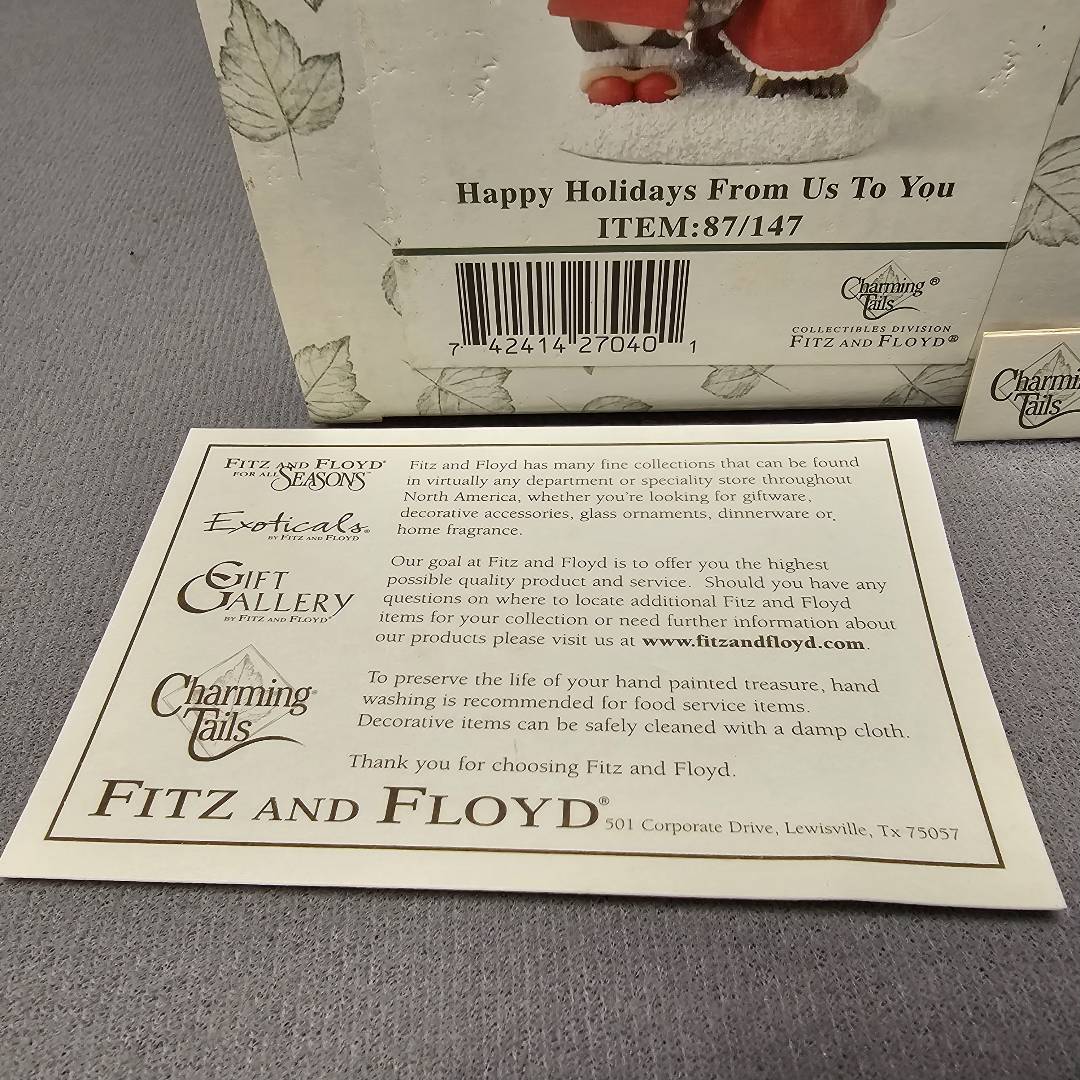 Happy Holidays From Us To You
ITEM:87/147
7 42414 27040 1
Charming Tails®
COLLECTIBLES DIVISION
FITZ AND FLOYD®
Charmi
Tails
FITZ AND FLOYD®
FOR ALL SEASONS™
Exoticals®
BY FITZ AND FLOYD
GIFT
GALLERY
BY FITZ AND FLOYD®
Charming
Tails
Fitz and Floyd has many fine collections that can be found
in virtually any department or speciality store throughout
North America, whether you're looking for giftware,
decorative accessories, glass ornaments, dinnerware or
home fragrance.
Our goal at Fitz and Floyd is to offer you the highest
possible quality product and service. Should you have any
questions on where to locate additional Fitz and Floyd
items for your collection or need further information about
our products please visit us at www.fitzandfloyd.com.
To preserve the life of your hand painted treasure, hand
washing is recommended for food service items.
Decorative items can be safely cleaned with a damp cloth.
Thank you for choosing Fitz and Floyd.
FITZ AND FLOYD® 501 Corporate Drive, Lewisville, Tx 75057